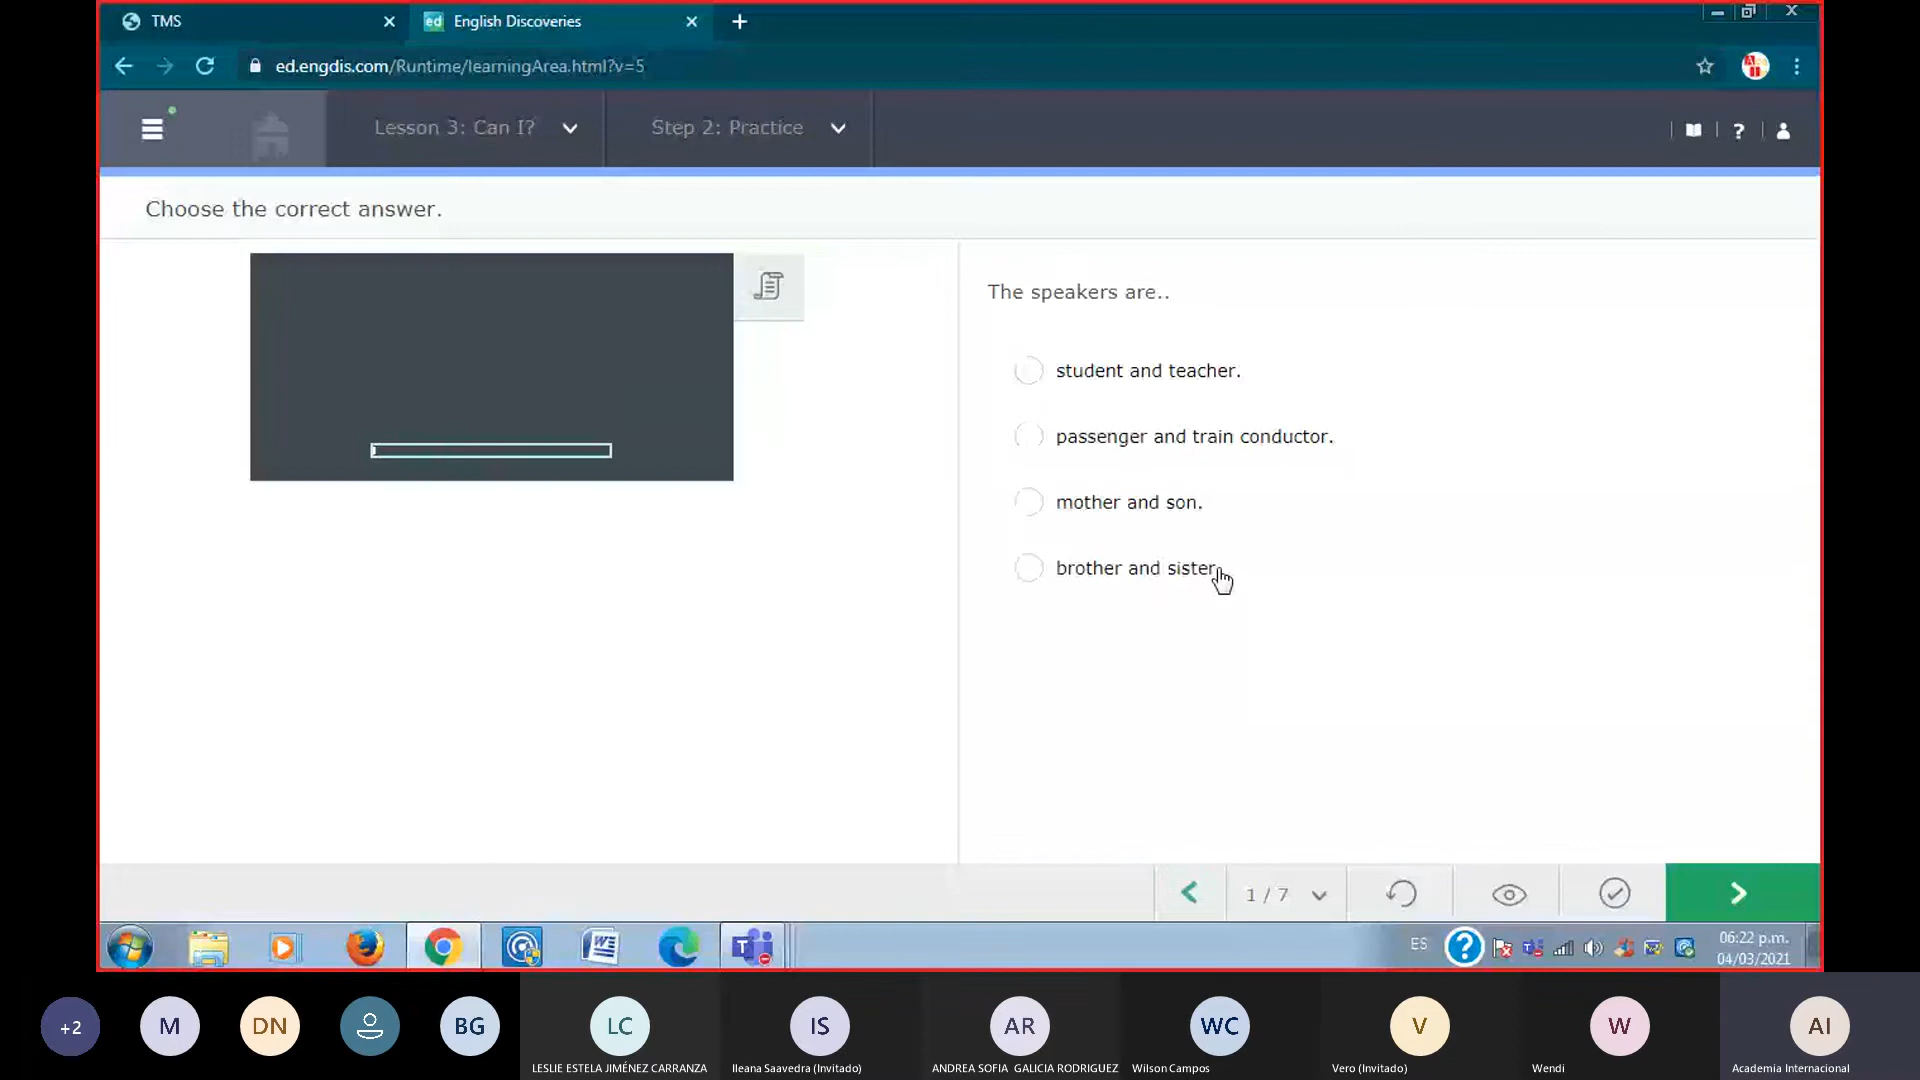 TMS
ed English Discoveries
ed.engdis.com/Runtime/learningArea.html?v=5
Lesson 3: Can I?
Step 2: Practice
?
Choose the correct answer.
The speakers are..
student and teacher.
passenger and train conductor.
mother and son.
brother and sister.
1 / 7
ES
?
06:22 p.m.
04/03/2021
+2
M
DN
BG
LC
IS
AR
WC
V
W
AI
LESLIE ESTELA JIMÉNEZ CARRANZA
Ileana Saavedra (Invitado)
ANDREA SOFIA GALICIA RODRIGUEZ
Wilson Campos
Vero (Invitado)
Wendi
Academia Internacional